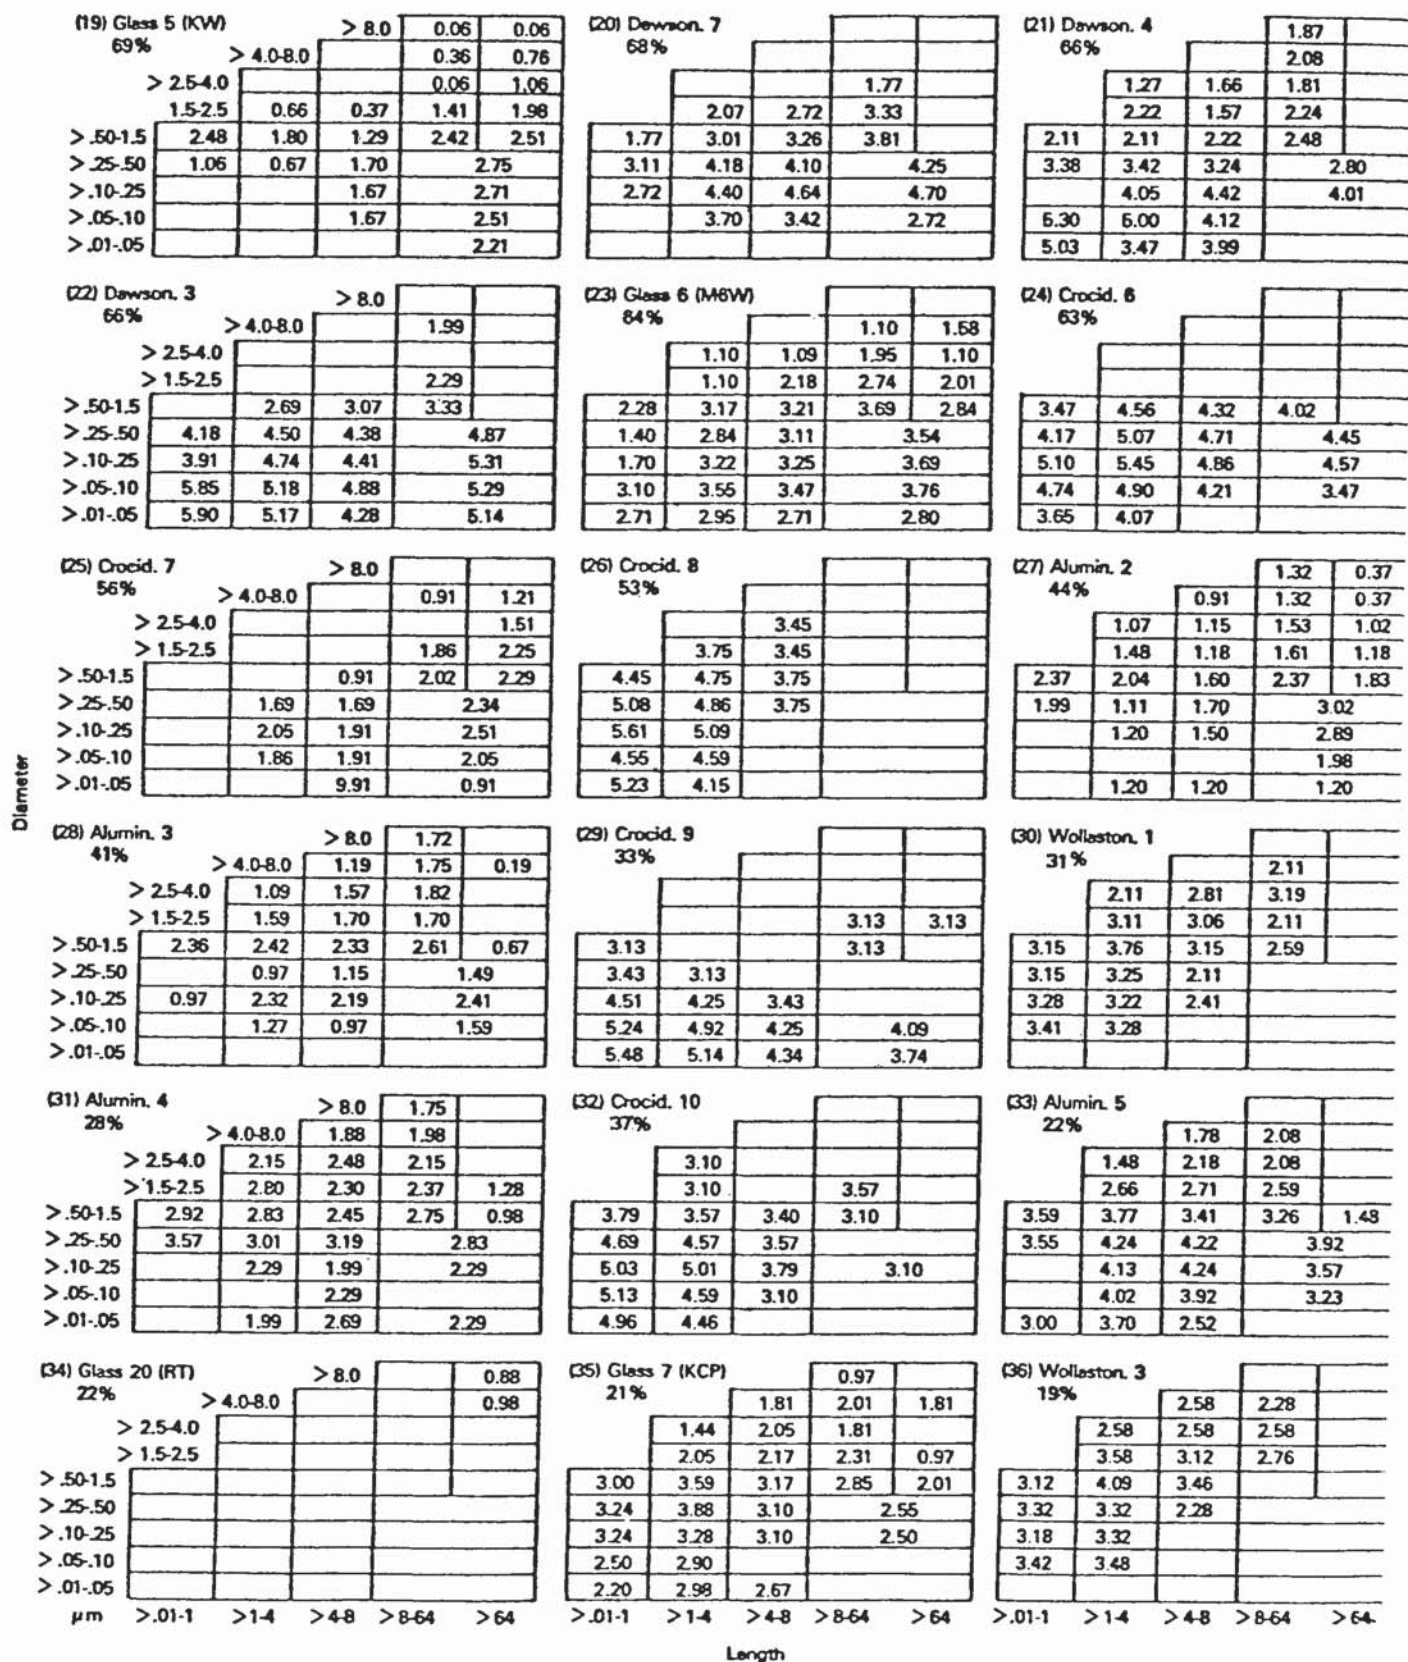 (19) Glass 5 (KW) > 8.0 0.06 0.06
69% > 4.0-8.0 0.36 0.76
> 2.5-4.0 0.06 1.06
1.5-2.5 0.66 0.37 1.41 1.98
> .50-1.5 2.48 1.80 1.29 2.42 2.51
> .25-.50 1.06 0.67 1.70 2.75
> .10-.25 1.67 2.71
> .05-.10 1.67 2.51
> .01-.05 2.21
(20) Dawson. 7
68%
1.77
2.07 2.72 3.33
1.77 3.01 3.26 3.81
3.11 4.18 4.10 4.25
2.72 4.40 4.64 4.70
3.70 3.42 2.72
(21) Dawson. 4 1.87
66% 2.08
1.27 1.66 1.81
2.22 1.57 2.24
2.11 2.11 2.22 2.48
3.38 3.42 3.24 2.80
4.05 4.42 4.01
5.30 5.00 4.12
5.03 3.47 3.99
(22) Dawson. 3 > 8.0
66% > 4.0-8.0 1.99
> 2.5-4.0
> 1.5-2.5 2.29
> .50-1.5 2.69 3.07 3.33
> .25-.50 4.18 4.50 4.38 4.87
> .10-.25 3.91 4.74 4.41 5.31
> .05-.10 5.85 5.18 4.88 5.29
> .01-.05 5.90 5.17 4.28 5.14
(23) Glass 6 (M6W)
64% 1.10 1.58
1.10 1.09 1.95 1.10
1.10 2.18 2.74 2.01
2.28 3.17 3.21 3.69 2.84
1.40 2.84 3.11 3.54
1.70 3.22 3.25 3.69
3.10 3.55 3.47 3.76
2.71 2.95 2.71 2.80
(24) Crocid. 6
63%
3.47 4.56 4.32 4.02
4.17 5.07 4.71 4.45
5.10 5.45 4.86 4.57
4.74 4.90 4.21 3.47
3.65 4.07
(25) Crocid. 7 > 8.0
56% > 4.0-8.0 0.91 1.21
> 2.5-4.0 1.51
> 1.5-2.5 1.86 2.25
> .50-1.5 0.91 2.02 2.29
> .25-.50 1.69 1.69 2.34
> .10-.25 2.05 1.91 2.51
> .05-.10 1.86 1.91 2.05
> .01-.05 9.91 0.91
(26) Crocid. 8
53%
3.45
3.75 3.45
4.45 4.75 3.75
5.08 4.86 3.75
5.61 5.09
4.55 4.59
5.23 4.15
(27) Alumin. 2 1.32 0.37
44% 0.91 1.32 0.37
1.07 1.15 1.53 1.02
1.48 1.18 1.61 1.18
2.37 2.04 1.60 2.37 1.83
1.99 1.11 1.70 3.02
1.20 1.50 2.89
1.98
1.20 1.20 1.20
Diameter
(28) Alumin. 3 > 8.0 1.72
41% > 4.0-8.0 1.19 1.75 0.19
> 2.5-4.0 1.09 1.57 1.82
> 1.5-2.5 1.59 1.70 1.70
> .50-1.5 2.36 2.42 2.33 2.61 0.67
> .25-.50 0.97 1.15 1.49
> .10-.25 0.97 2.32 2.19 2.41
> .05-.10 1.27 0.97 1.59
> .01-.05
(29) Crocid. 9
33%
3.13 3.13
3.13 3.13
3.43 3.13
4.51 4.25 3.43
5.24 4.92 4.25 4.09
5.48 5.14 4.34 3.74
(30) Wollaston. 1
31% 2.11
2.11 2.81 3.19
3.11 3.06 2.11
3.15 3.76 3.15 2.59
3.15 3.25 2.11
3.28 3.22 2.41
3.41 3.28
(31) Alumin. 4 > 8.0 1.75
28% > 4.0-8.0 1.88 1.98
> 2.5-4.0 2.15 2.48 2.15
> 1.5-2.5 2.80 2.30 2.37 1.28
> .50-1.5 2.92 2.83 2.45 2.75 0.98
> .25-.50 3.57 3.01 3.19 2.83
> .10-.25 2.29 1.99 2.29
> .05-.10 2.29
> .01-.05 1.99 2.69 2.29
(32) Crocid. 10
37%
3.10
3.10 3.57
3.79 3.57 3.40 3.10
4.69 4.57 3.57
5.03 5.01 3.79 3.10
5.13 4.59 3.10
4.96 4.46
(33) Alumin. 5
22% 1.78 2.08
1.48 2.18 2.08
2.66 2.71 2.59
3.59 3.77 3.41 3.26 1.48
3.55 4.24 4.22 3.92
4.13 4.24 3.57
4.02 3.92 3.23
3.00 3.70 2.52
(34) Glass 20 (RT) > 8.0 0.88
22% > 4.0-8.0 0.98
> 2.5-4.0
> 1.5-2.5
> .50-1.5
> .25-.50
> .10-.25
> .05-.10
> .01-.05
(35) Glass 7 (KCP) 0.97
21% 1.81 2.01 1.81
1.44 2.05 1.81
2.05 2.17 2.31 0.97
3.00 3.59 3.17 2.85 2.01
3.24 3.88 3.10 2.55
3.24 3.28 3.10 2.50
2.50 2.90
2.20 2.98 2.67
(36) Wollaston. 3
19% 2.58 2.28
2.58 2.58 2.58
3.58 3.12 2.76
3.12 4.09 3.46
3.32 3.32 2.28
3.18 3.32
3.42 3.48
µm >.01-1 >1-4 >4-8 >8-64 >64 >.01-1 >1-4 >4-8 >8-64 >64 >.01-1 >1-4 >4-8 >8-64 >64-
Length